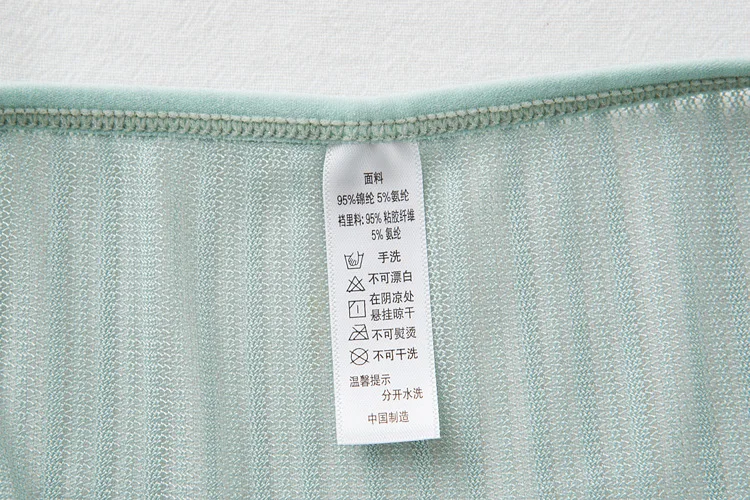 面料
95%锦纶 5%氨纶
裆里料: 95% 粘胶纤维
5% 氨纶
手洗
不可漂白
在阴凉处
悬挂晾干
不可熨烫
不可干洗
温馨提示
分开水洗
中国制造